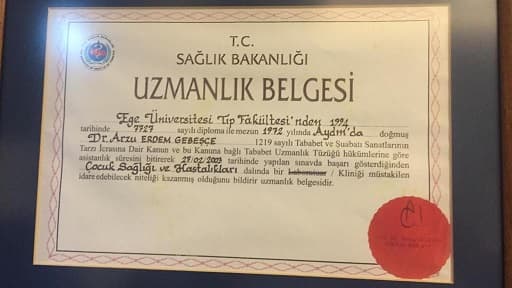 T.C.
SAĞLIK BAKANLIĞI
UZMANLIK BELGESİ
Ege Üniversitesi Tıp Fakültesi'nden 1994
tarihinde 7727 sayılı diploma ile mezun 1972 yılında Aydın'da doğmuş
Dr. Arzu ERDEM GEBEŞÇE 1219 sayılı Tababet ve Şuabatı Sanatlarının
Tarzı İcrasına Dair Kanun ve bu Kanuna bağlı Tababet Uzmanlık Tüzüğü hükümlerine göre
asistanlık süresini bitirerek 27/02/2003 tarihinde yapılan sınavda başarı gösterdiğinden
Çocuk Sağlığı ve Hastalıkları dalında bir Laboratuar / Kliniği müstakilen
idare edebilecek niteliği kazanmış olduğunu bildirir uzmanlık belgesidir.